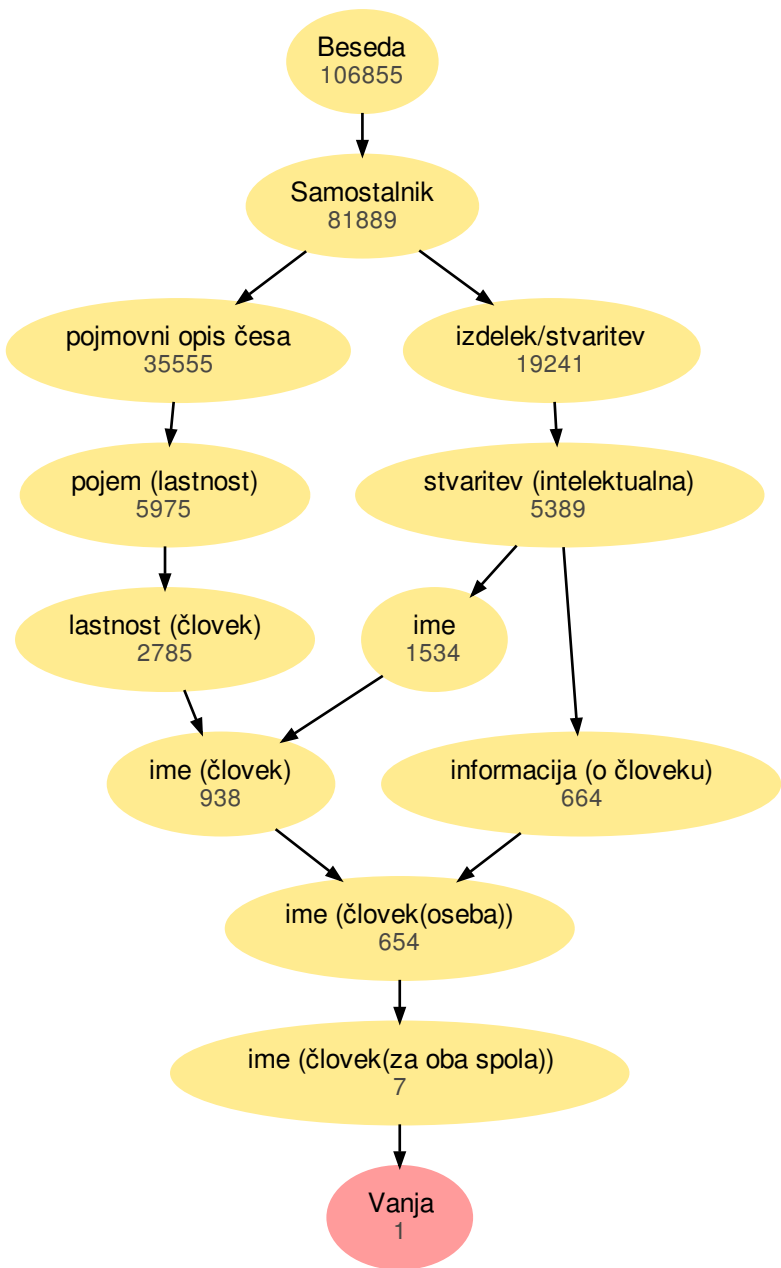 Beseda
106855
Samostalnik
81889
pojmovni opis česa
35555
izdelek/stvaritev
19241
pojem (lastnost)
5975
stvaritev (intelektualna)
5389
lastnost (človek)
2785
ime
1534
ime (človek)
938
informacija (o človeku)
664
ime (človek(oseba))
654
ime (človek(za oba spola))
7
Vanja
1